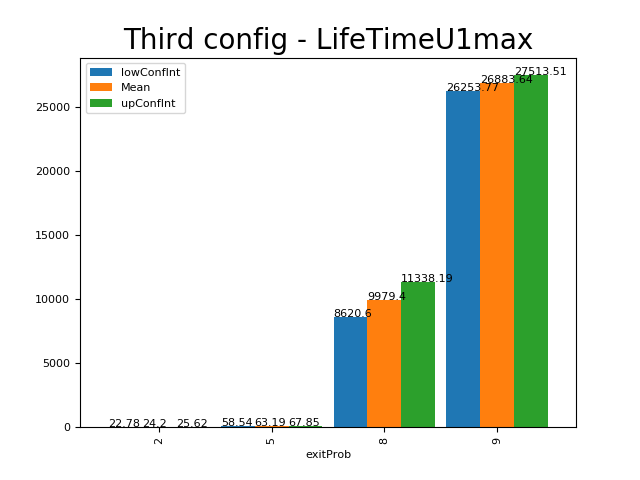 Third config - LifeTimeU1max
lowConfInt
Mean
upConfInt
25000
20000
15000
10000
5000
0
22.78 24.2 25.62 58.54 63.19 67.85 8620.6 9979.4 11338.19 26253.77 26883.64 27513.51
2 5 8 9
exitProb